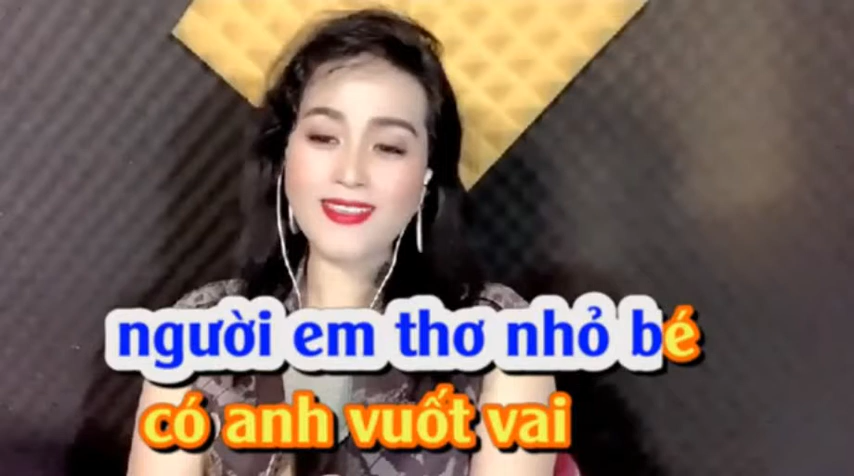 người em thơ nhỏ bé
có anh vuốt vai